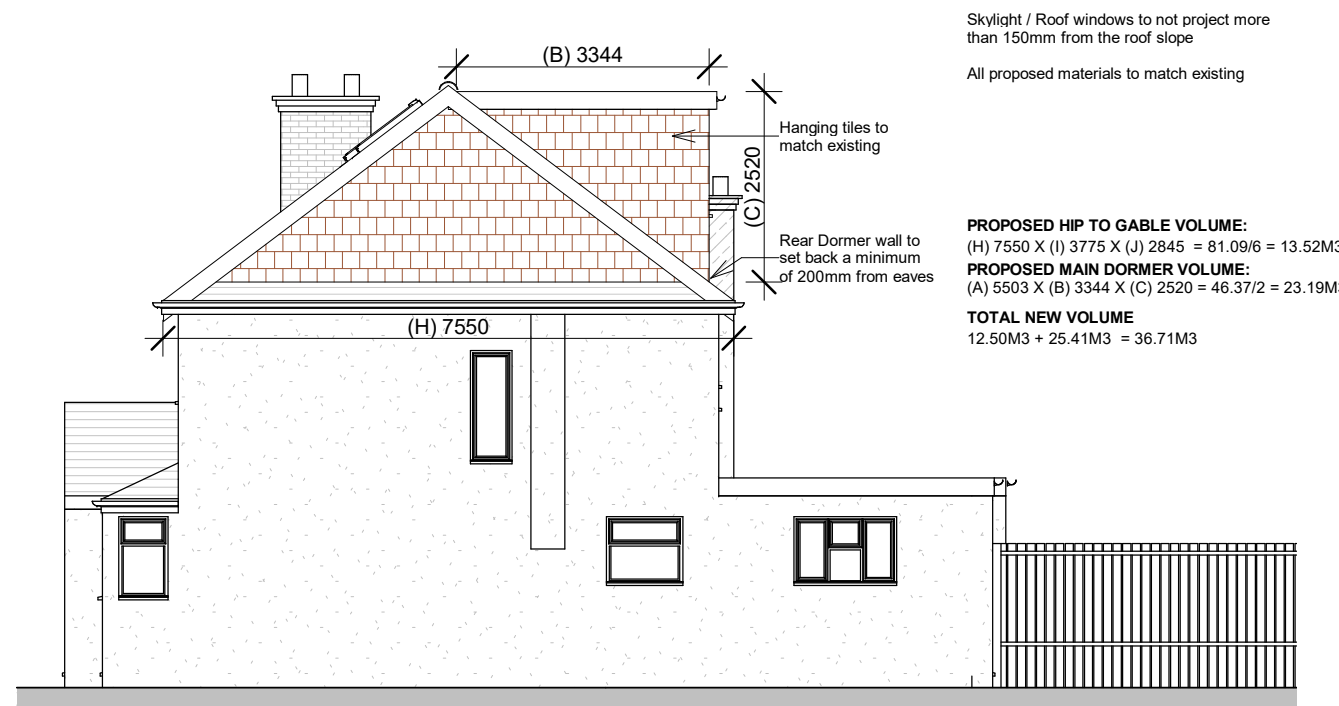 Skylight / Roof windows to not project more
than 150mm from the roof slope
All proposed materials to match existing
(B) 3344
Hanging tiles to
match existing
(C) 2520
Rear Dormer wall to
set back a minimum
of 200mm from eaves
(H) 7550
PROPOSED HIP TO GABLE VOLUME:
(H) 7550 X (I) 3775 X (J) 2845 = 81.09/6 = 13.52M3
PROPOSED MAIN DORMER VOLUME:
(A) 5503 X (B) 3344 X (C) 2520 = 46.37/2 = 23.19M
TOTAL NEW VOLUME
12.50M3 + 25.41M3 = 36.71M3